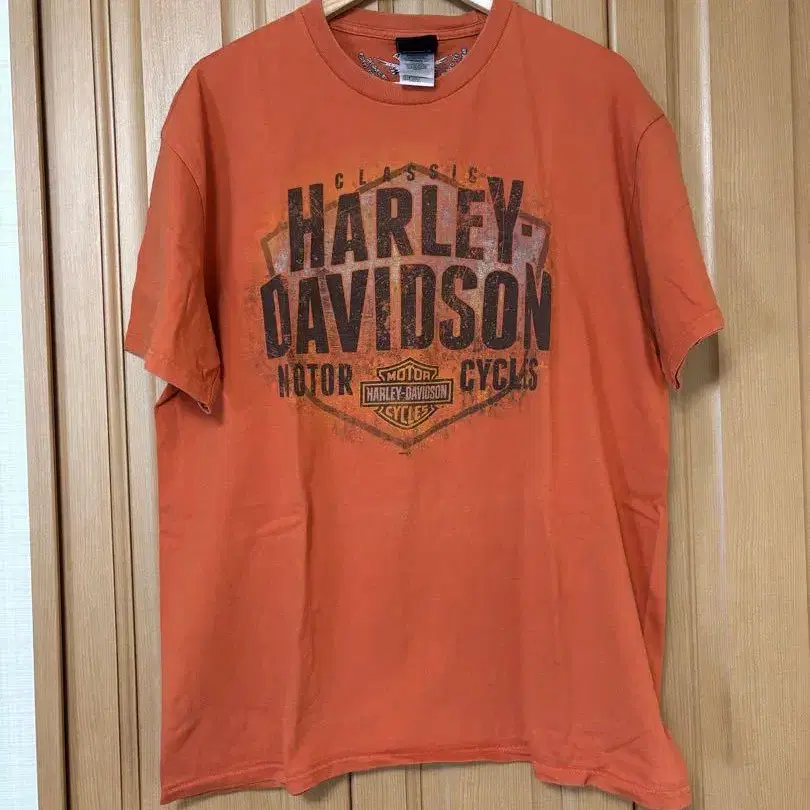 CLASSIC
HARLEY-
DAVIDSON
MOTOR CYCLES
MOTOR
HARLEY-DAVIDSON
CYCLES